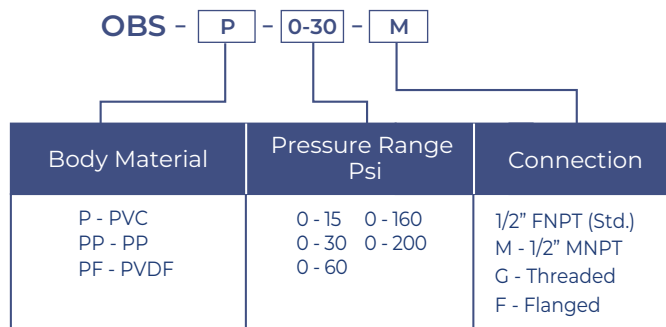 OBS - P - 0-30 - M
Body Material
Pressure Range
Psi
Connection
P - PVC
PP - PP
PF - PVDF
0 - 15 0 - 160
0 - 30 0 - 200
0 - 60
1/2” FNPT (Std.)
M - 1/2” MNPT
G - Threaded
F - Flanged